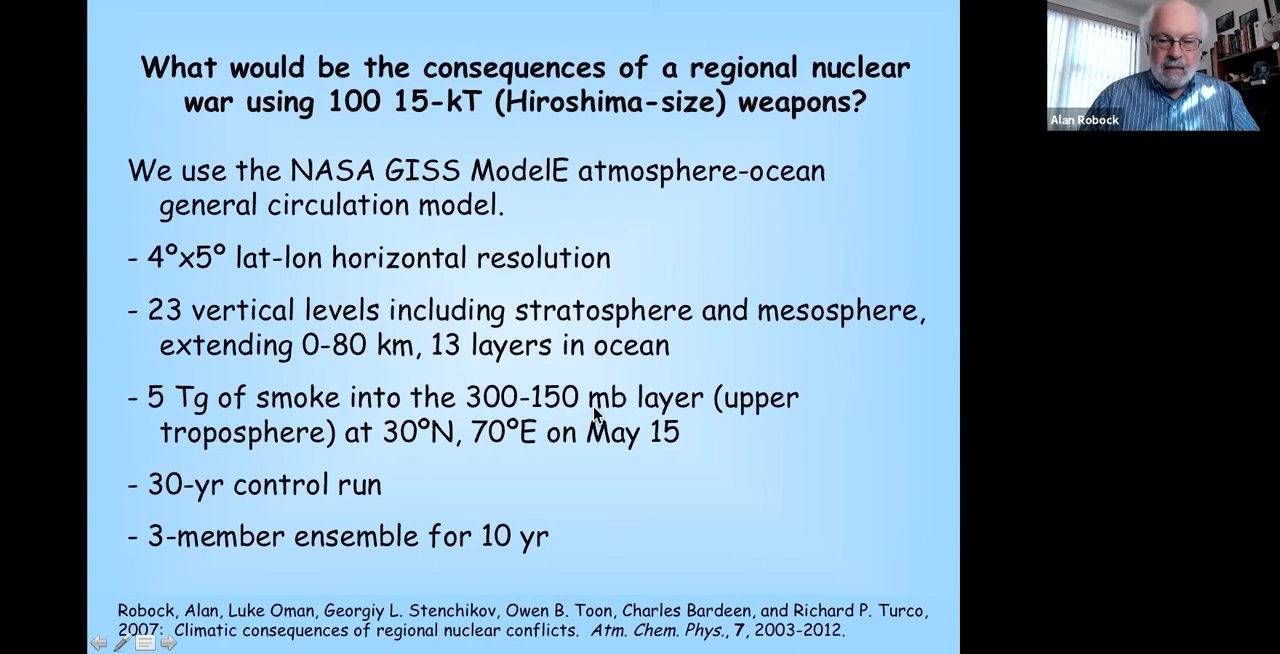 What would be the consequences of a regional nuclear
war using 100 15-kT (Hiroshima-size) weapons?
We use the NASA GISS ModelE atmosphere-ocean
general circulation model.
- 4ºx5º lat-lon horizontal resolution
- 23 vertical levels including stratosphere and mesosphere,
extending 0-80 km, 13 layers in ocean
- 5 Tg of smoke into the 300-150 mb layer (upper
troposphere) at 30ºN, 70ºE on May 15
- 30-yr control run
- 3-member ensemble for 10 yr
Robock, Alan, Luke Oman, Georgiy L. Stenchikov, Owen B. Toon, Charles Bardeen, and Richard P. Turco,
2007: Climatic consequences of regional nuclear conflicts. Atm. Chem. Phys., 7, 2003-2012.
Alan Robock